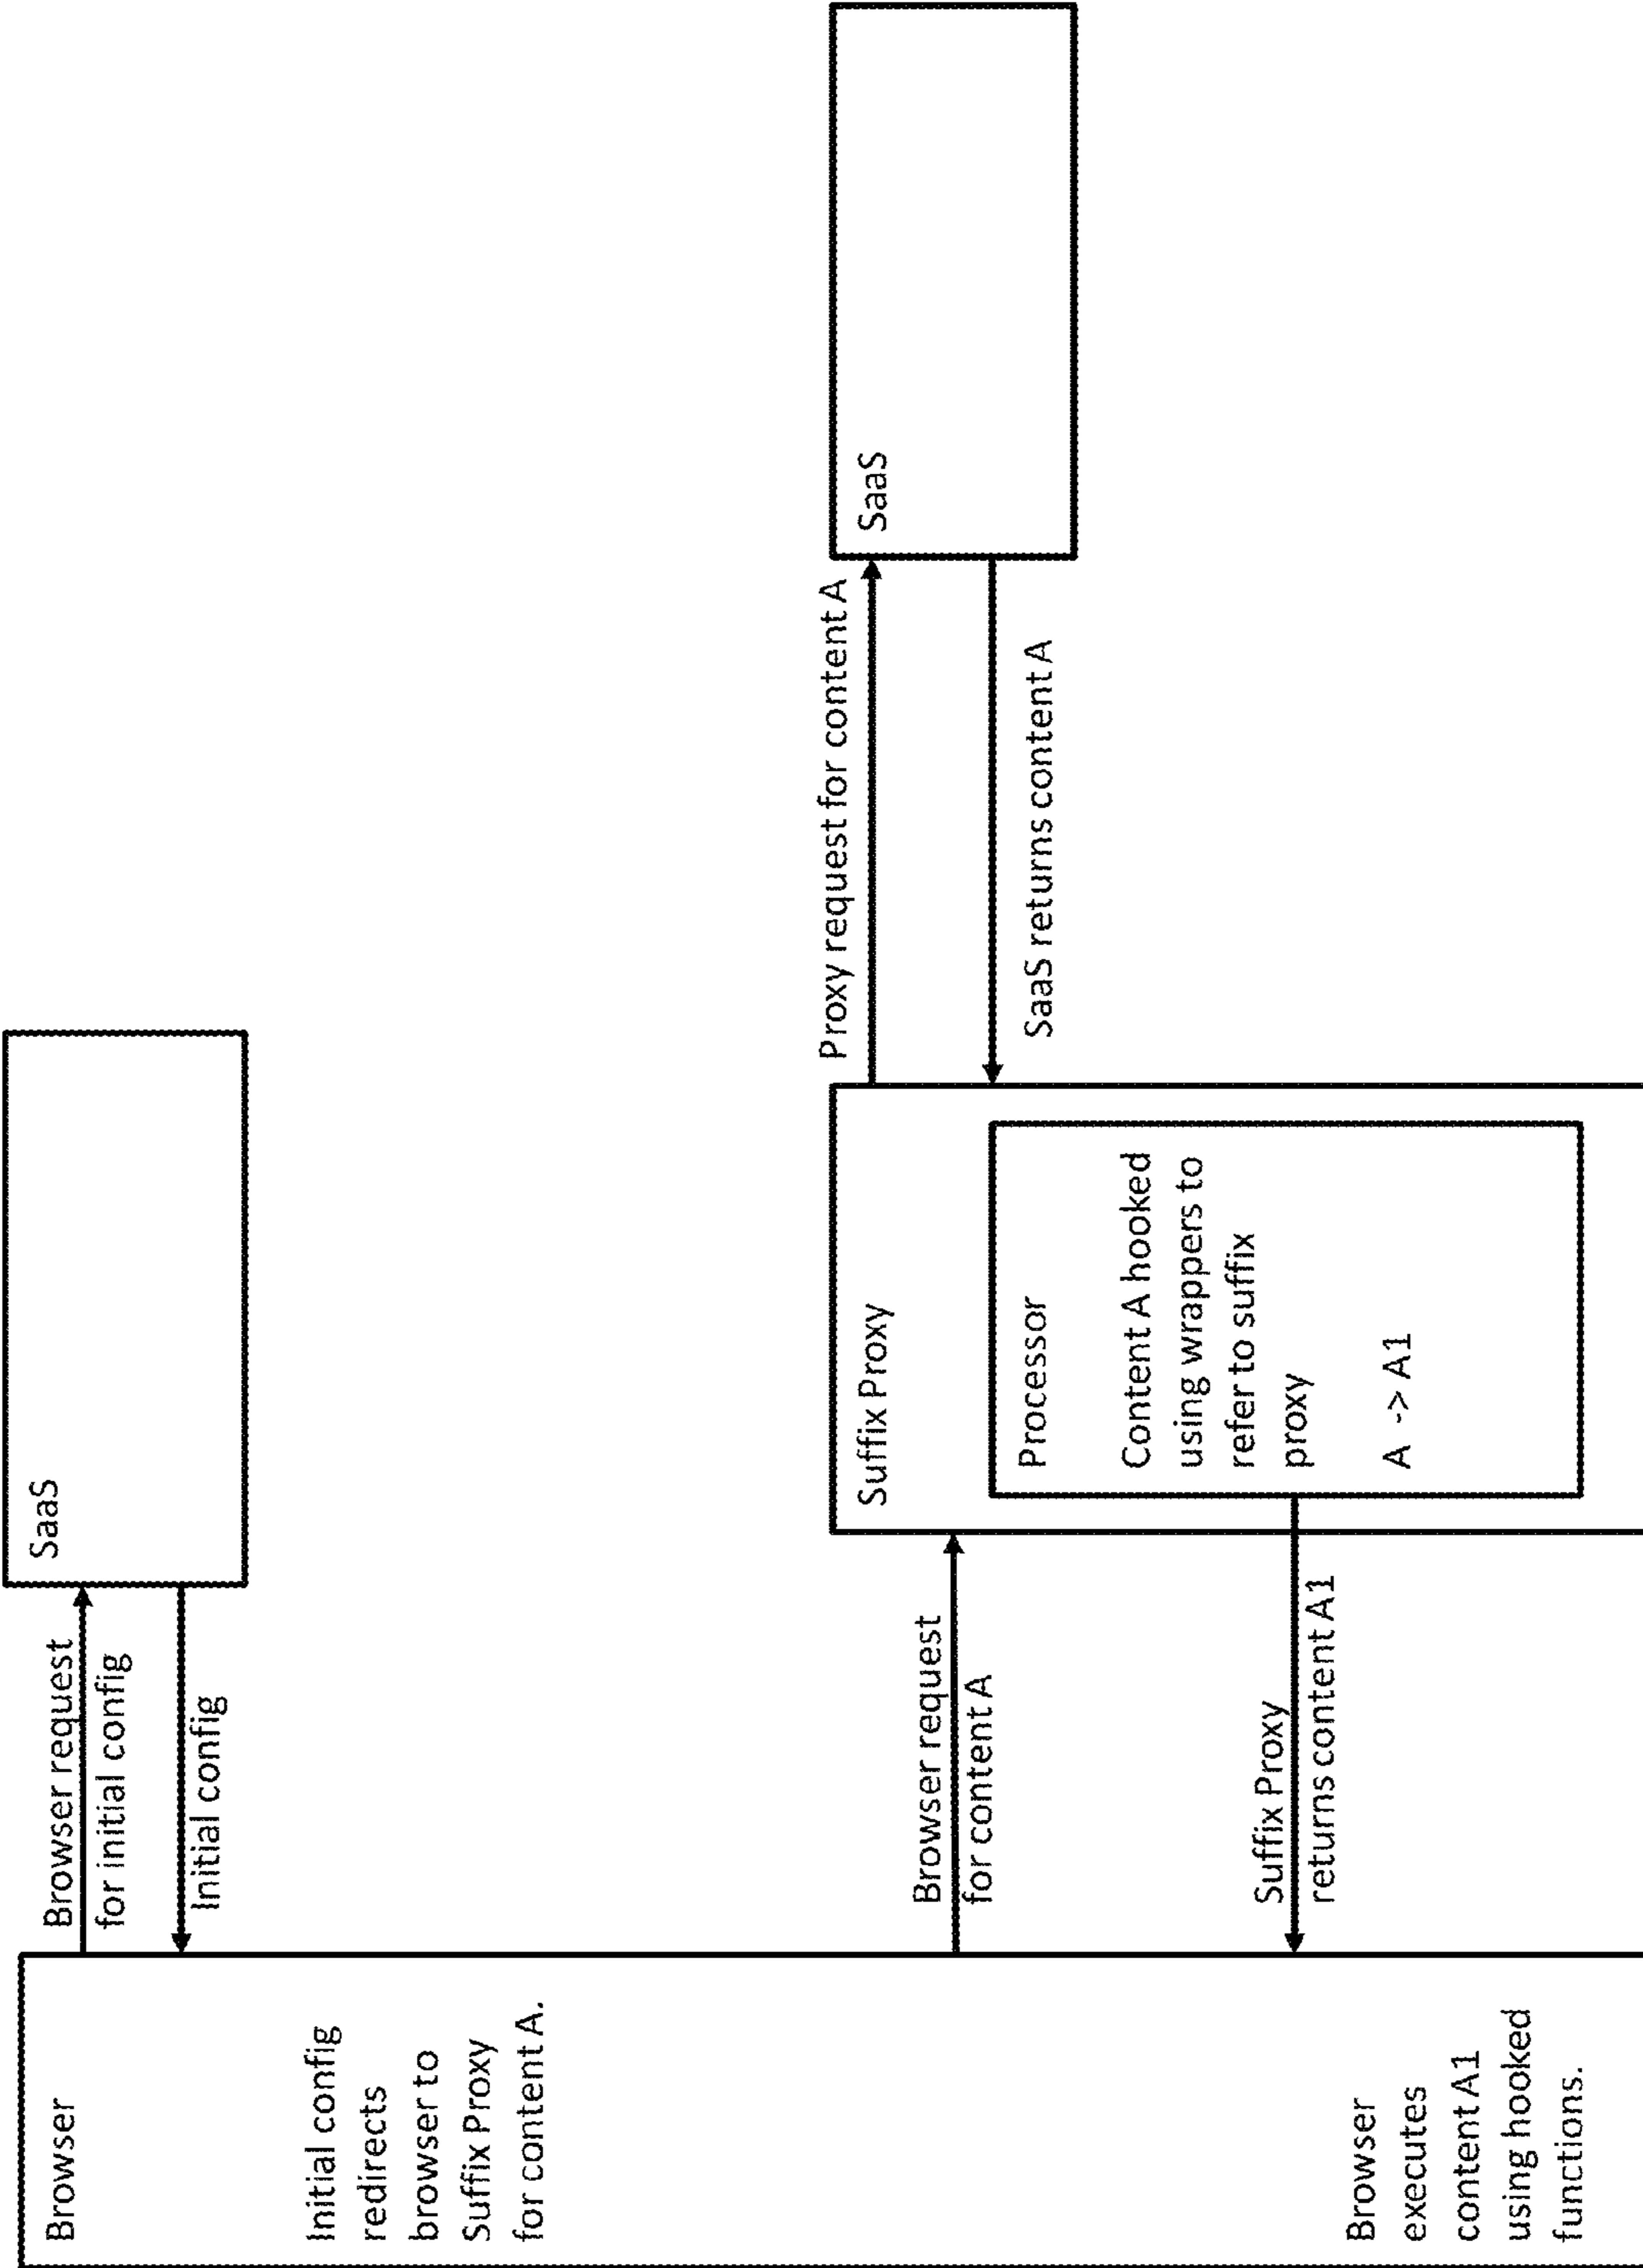 Browser
Initial config
redirects
browser to
Suffix Proxy
for content A.
Browser
executes
content A1
using hooked
functions.
Browser request
for initial config
Initial config
SaaS
Browser request
for content A
Suffix Proxy
returns content A1
Suffix Proxy
Processor
Content A hooked
using wrappers to
refer to suffix
proxy
A -> A1
Proxy request for content A
SaaS returns content A
SaaS